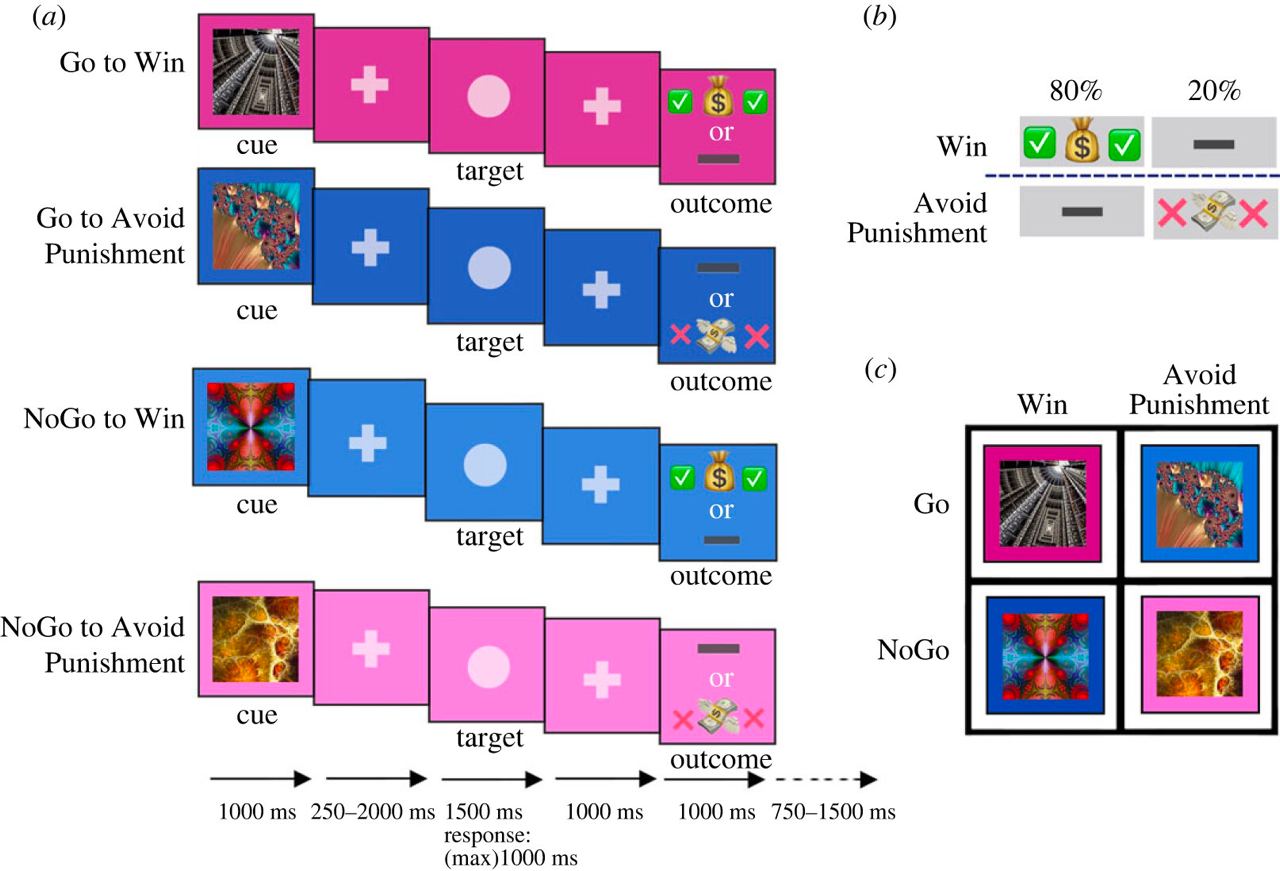 (a)
Go to Win
cue
target
or
outcome
Go to Avoid
Punishment
cue
target
or
outcome
NoGo to Win
cue
target
or
outcome
NoGo to Avoid
Punishment
cue
target
or
outcome
1000 ms
250–2000 ms
1500 ms
response:
(max)1000 ms
1000 ms
1000 ms
750–1500 ms
(b)
80%
20%
Win
Avoid
Punishment
(c)
Win
Avoid
Punishment
Go
NoGo